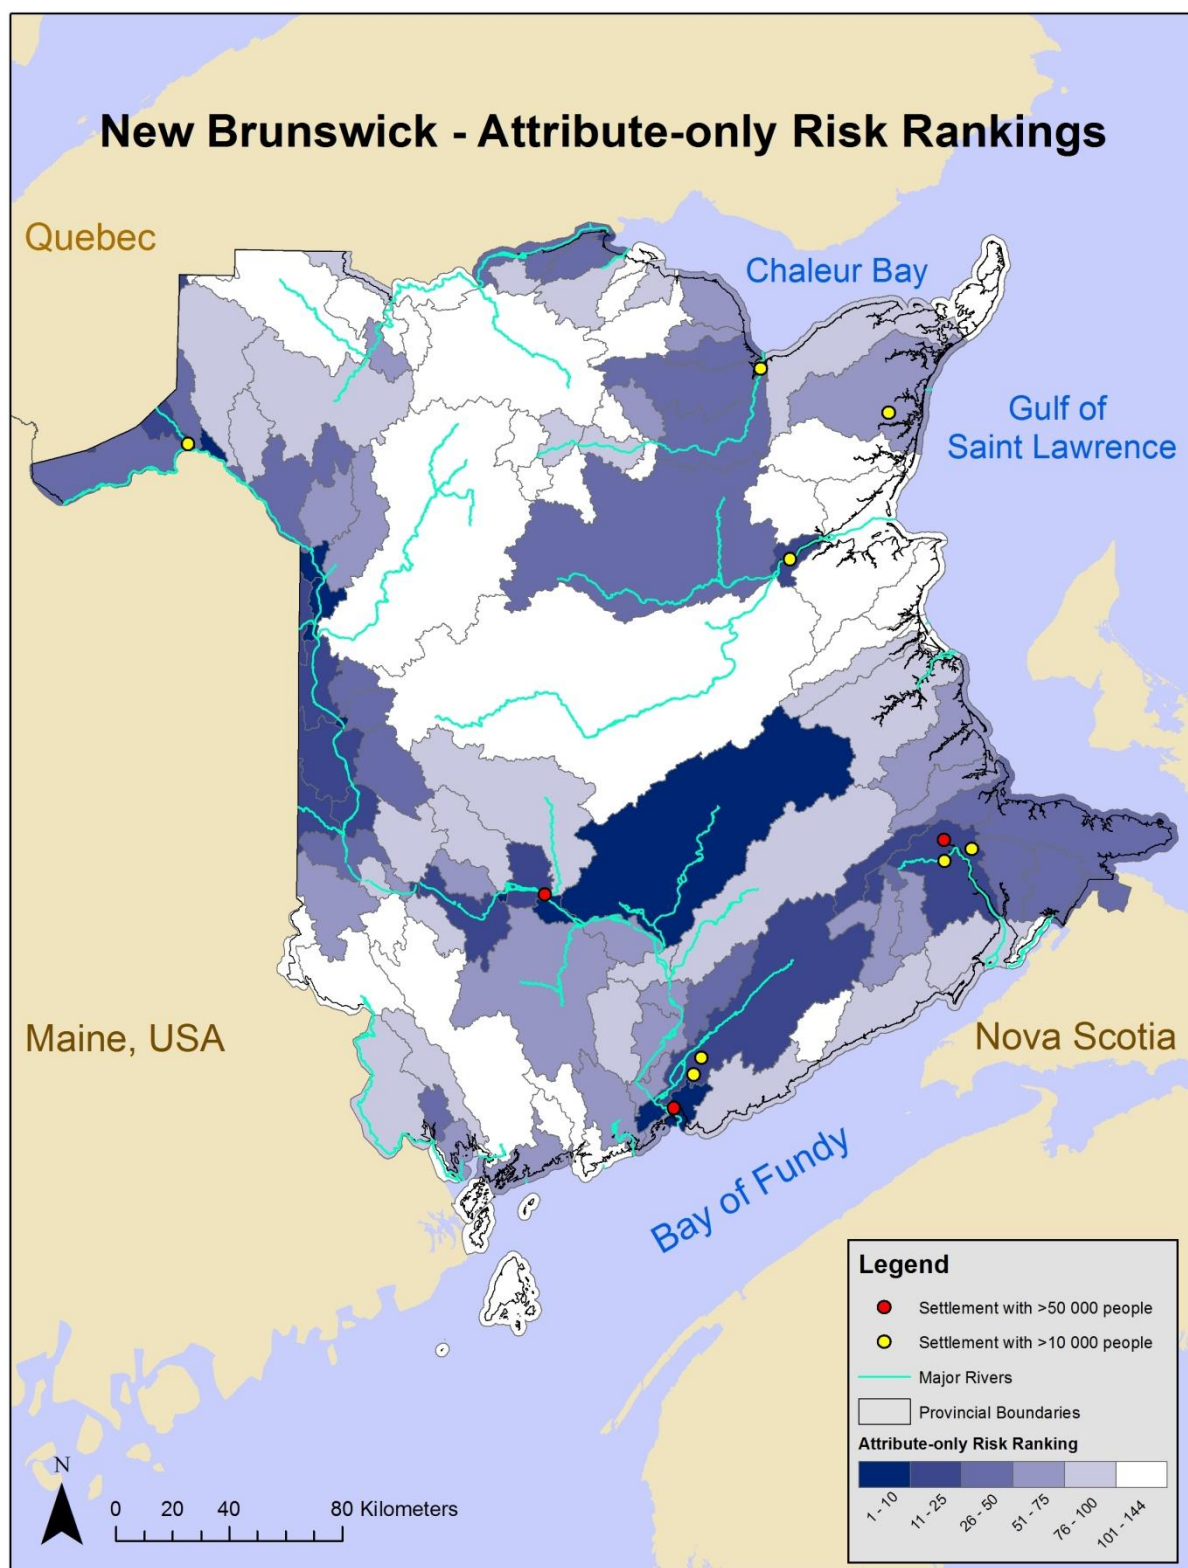 New Brunswick - Attribute-only Risk Rankings
Quebec
Chaleur Bay
Gulf of
Saint Lawrence
Maine, USA
Nova Scotia
Bay of Fundy
Legend
Settlement with >50 000 people
Settlement with >10 000 people
Major Rivers
Provincial Boundaries
Attribute-only Risk Ranking
1 - 10
11 - 25
26 - 50
51 - 75
76 - 100
101 - 144
N
0 20 40 80 Kilometers